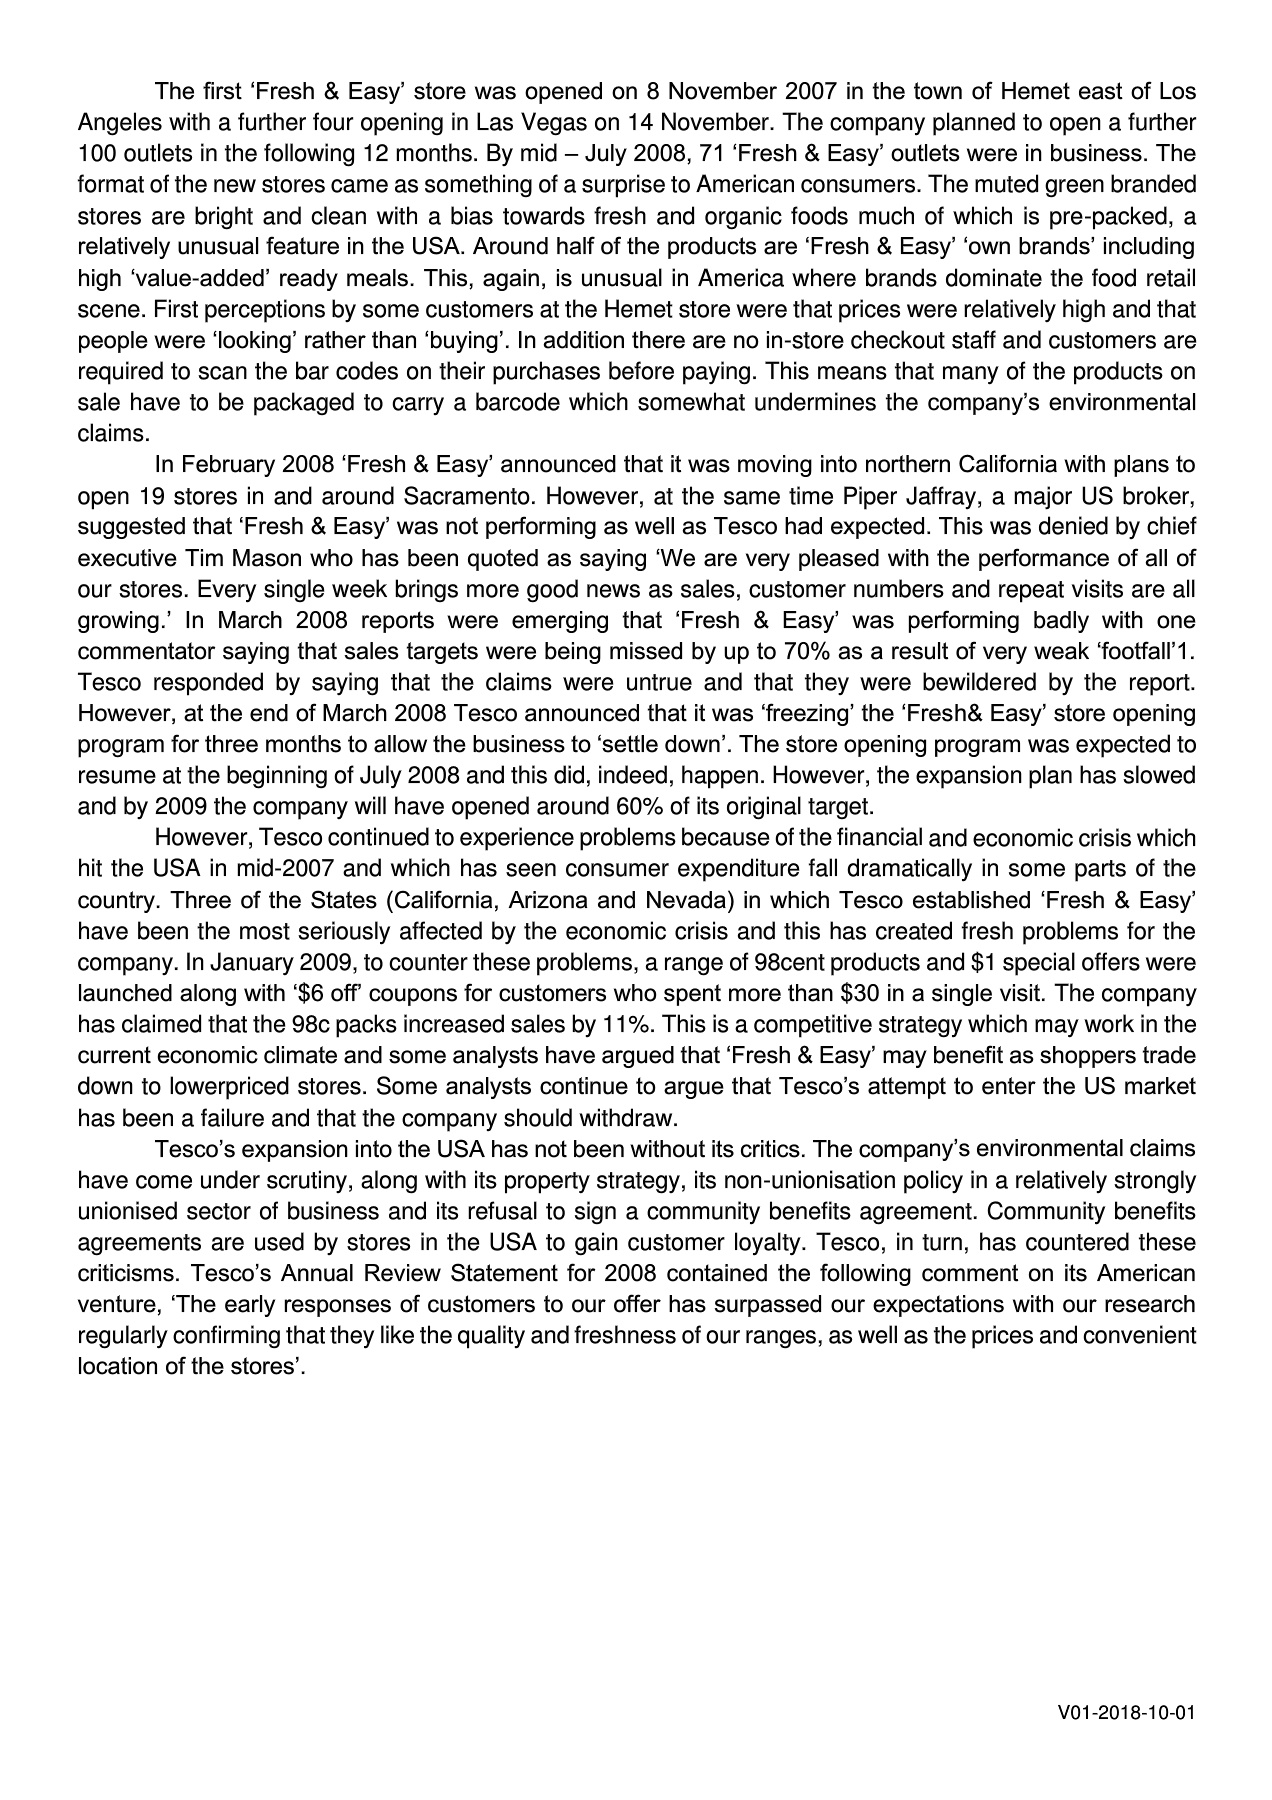 The first ‘Fresh & Easy’ store was opened on 8 November 2007 in the town of Hemet east of Los
Angeles with a further four opening in Las Vegas on 14 November. The company planned to open a further
100 outlets in the following 12 months. By mid – July 2008, 71 ‘Fresh & Easy’ outlets were in business. The
format of the new stores came as something of a surprise to American consumers. The muted green branded
stores are bright and clean with a bias towards fresh and organic foods much of which is pre-packed, a
relatively unusual feature in the USA. Around half of the products are ‘Fresh & Easy’ ‘own brands’ including
high ‘value-added’ ready meals. This, again, is unusual in America where brands dominate the food retail
scene. First perceptions by some customers at the Hemet store were that prices were relatively high and that
people were ‘looking’ rather than ‘buying’. In addition there are no in-store checkout staff and customers are
required to scan the bar codes on their purchases before paying. This means that many of the products on
sale have to be packaged to carry a barcode which somewhat undermines the company’s environmental
claims.
In February 2008 ‘Fresh & Easy’ announced that it was moving into northern California with plans to
open 19 stores in and around Sacramento. However, at the same time Piper Jaffray, a major US broker,
suggested that ‘Fresh & Easy’ was not performing as well as Tesco had expected. This was denied by chief
executive Tim Mason who has been quoted as saying ‘We are very pleased with the performance of all of
our stores. Every single week brings more good news as sales, customer numbers and repeat visits are all
growing.’ In March 2008 reports were emerging that ‘Fresh & Easy’ was performing badly with one
commentator saying that sales targets were being missed by up to 70% as a result of very weak ‘footfall’1.
Tesco responded by saying that the claims were untrue and that they were bewildered by the report.
However, at the end of March 2008 Tesco announced that it was ‘freezing’ the ‘Fresh& Easy’ store opening
program for three months to allow the business to ‘settle down’. The store opening program was expected to
resume at the beginning of July 2008 and this did, indeed, happen. However, the expansion plan has slowed
and by 2009 the company will have opened around 60% of its original target.
However, Tesco continued to experience problems because of the financial and economic crisis which
hit the USA in mid-2007 and which has seen consumer expenditure fall dramatically in some parts of the
country. Three of the States (California, Arizona and Nevada) in which Tesco established ‘Fresh & Easy’
have been the most seriously affected by the economic crisis and this has created fresh problems for the
company. In January 2009, to counter these problems, a range of 98cent products and $1 special offers were
launched along with ‘$6 off’ coupons for customers who spent more than $30 in a single visit. The company
has claimed that the 98c packs increased sales by 11%. This is a competitive strategy which may work in the
current economic climate and some analysts have argued that ‘Fresh & Easy’ may benefit as shoppers trade
down to lowerpriced stores. Some analysts continue to argue that Tesco’s attempt to enter the US market
has been a failure and that the company should withdraw.
Tesco’s expansion into the USA has not been without its critics. The company’s environmental claims
have come under scrutiny, along with its property strategy, its non-unionisation policy in a relatively strongly
unionised sector of business and its refusal to sign a community benefits agreement. Community benefits
agreements are used by stores in the USA to gain customer loyalty. Tesco, in turn, has countered these
criticisms. Tesco’s Annual Review Statement for 2008 contained the following comment on its American
venture, ‘The early responses of customers to our offer has surpassed our expectations with our research
regularly confirming that they like the quality and freshness of our ranges, as well as the prices and convenient
location of the stores’.
V01-2018-10-01